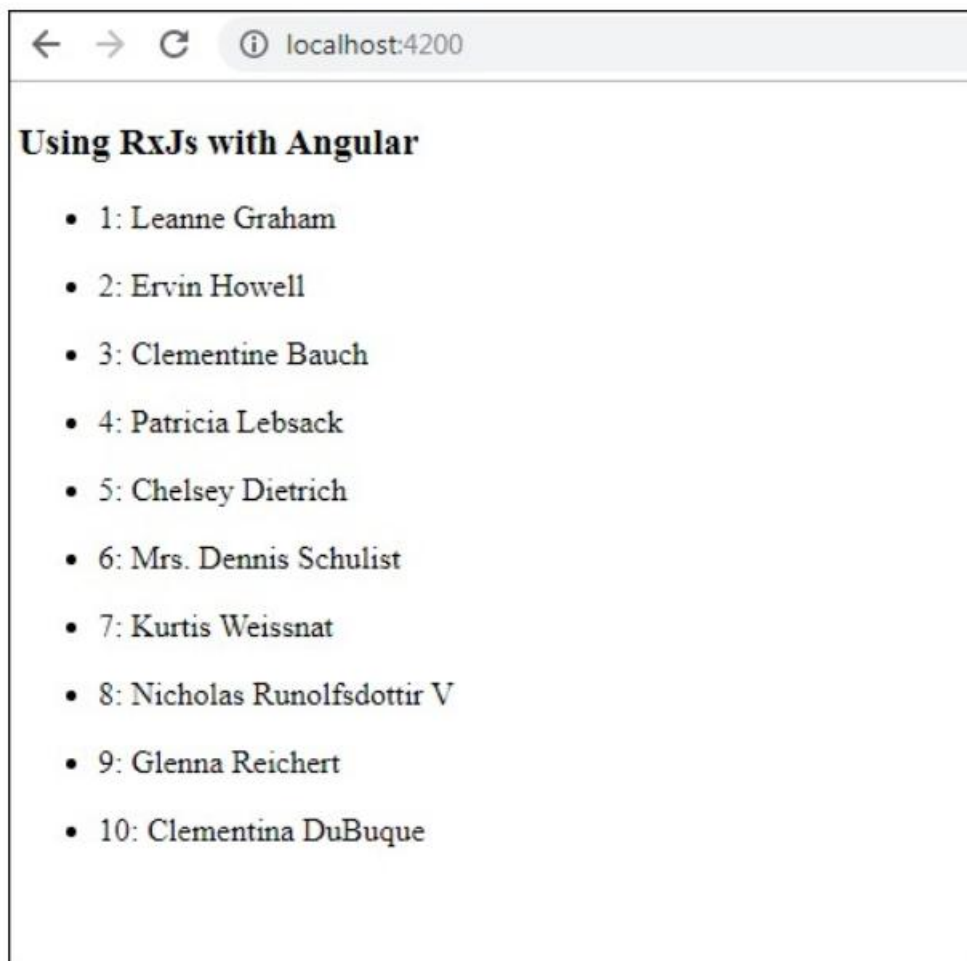 localhost:4200
Using RxJs with Angular
1: Leanne Graham
2: Ervin Howell
3: Clementine Bauch
4: Patricia Lebsack
5: Chelsey Dietrich
6: Mrs. Dennis Schulist
7: Kurtis Weissnat
8: Nicholas Runolfsdottir V
9: Glenna Reichert
10: Clementina DuBuque